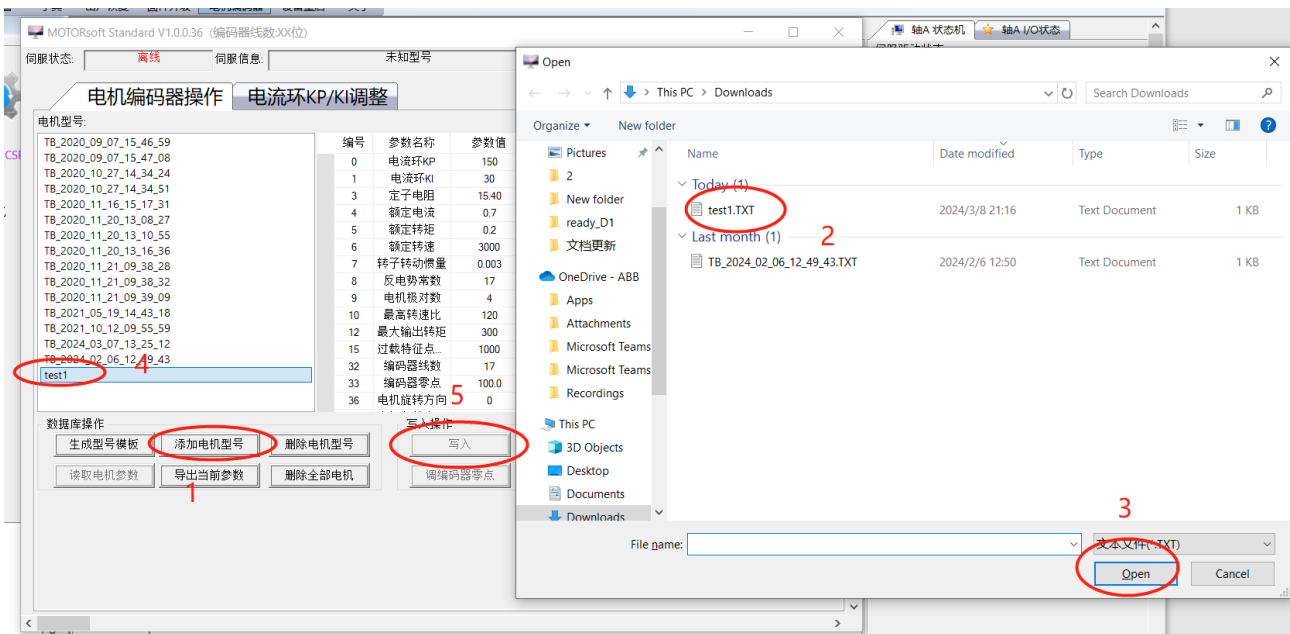 MOTORsoft Standard V1.0.0.36 (编码器线数:XX位)
轴A 状态机
轴A I/O状态
伺服状态:
离线
伺服信息:
未知型号
电机编码器操作
电流环KP/KI调整
电机型号:
TB_2020_09_07_15_46_59
TB_2020_09_07_15_47_08
TB_2020_10_27_14_34_24
TB_2020_10_27_14_34_51
TB_2020_11_16_15_17_31
TB_2020_11_20_13_08_27
TB_2020_11_20_13_10_55
TB_2020_11_20_13_16_36
TB_2020_11_21_09_38_28
TB_2020_11_21_09_38_32
TB_2020_11_21_09_39_09
TB_2021_05_19_14_43_18
TB_2021_10_12_09_55_59
TB_2024_03_07_13_25_12
TB_2024_02_06_12_49_43
test1
4
编号 参数名称 参数值
0 电流环KP 150
1 电流环KI 30
3 定子电阻 15.40
4 额定电流 0.7
5 额定转矩 0.2
6 额定转速 3000
7 转子转动惯量 0.003
8 反电势常数 17
9 电机极对数 4
10 最高转速比 120
12 最大输出转矩 300
15 过载特征点... 1000
32 编码器线数 17
33 编码器零点 100.0
36 电机旋转方向 0
5
数据库操作
生成型号模板
添加电机型号
删除电机型号
读取电机参数
导出当前参数
删除全部电机
1
写入操作
写入
调编码器零点
Open
This PC > Downloads
Search Downloads
Organize
New folder
Pictures
2
New folder
ready_D1
文档更新
OneDrive - ABB
Apps
Attachments
Microsoft Teams
Microsoft Teams
Recordings
This PC
3D Objects
Desktop
Documents
Downloads
Name Date modified Type Size
Today (1)
test1.TXT 2024/3/8 21:16 Text Document 1 KB
2
Last month (1)
TB_2024_02_06_12_49_43.TXT 2024/2/6 12:50 Text Document 1 KB
3
File name:
文本文件(*.TXT)
Open
Cancel